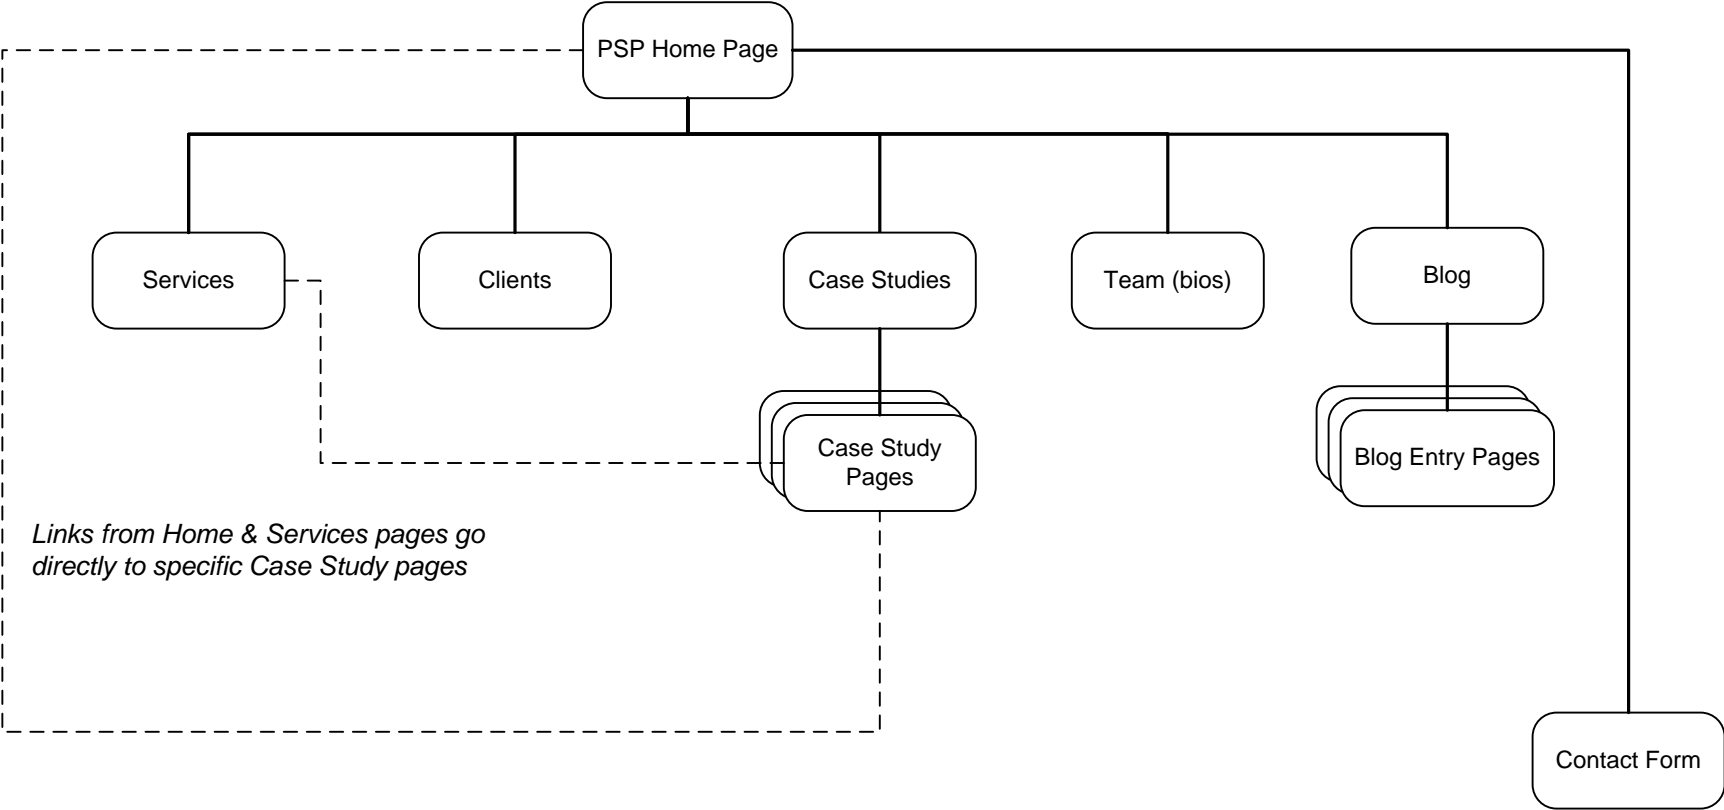 PSP Home Page
Services
Clients
Case Studies
Team (bios)
Blog
Case Study
Pages
Blog Entry Pages
Links from Home & Services pages go
directly to specific Case Study pages
Contact Form